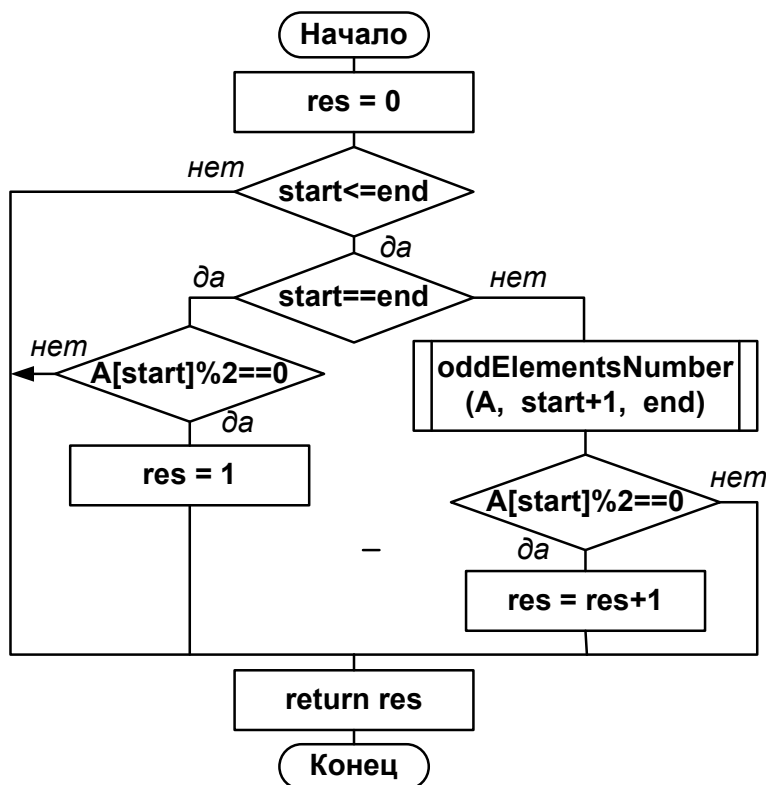 Начало
res = 0
нет
start<=end
да
да
start==end
нет
нет
A[start]%2==0
да
res = 1
oddElementsNumber
(A, start+1, end)
A[start]%2==0
нет
да
res = res+1
–
return res
Конец